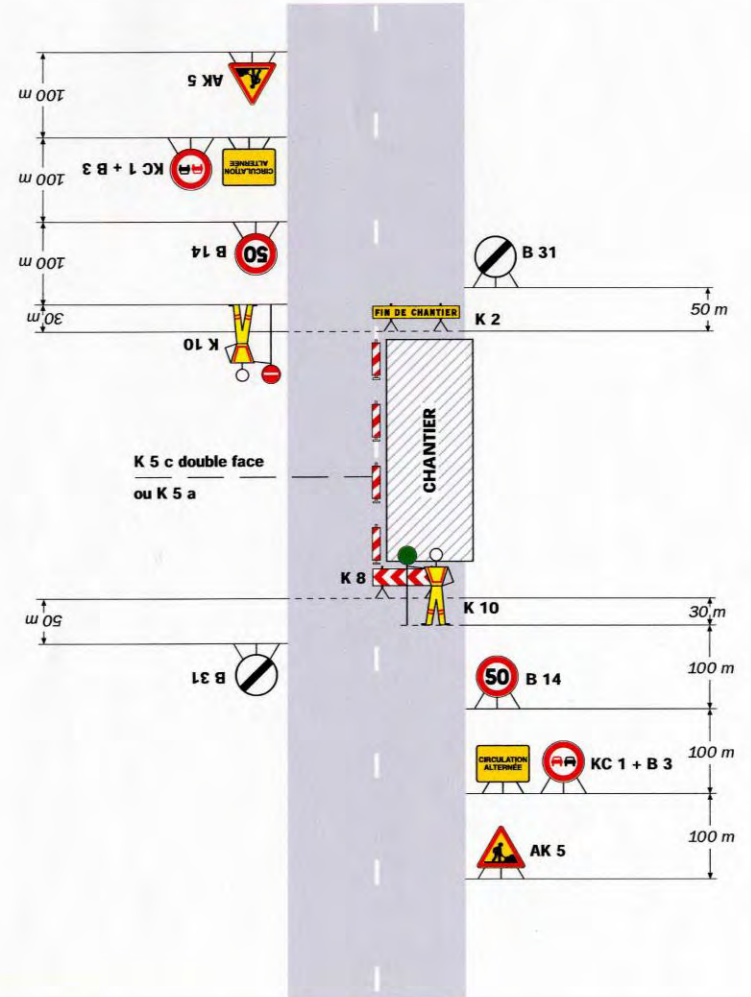 AK 5
100 m
KC 1 + B 3
CIRCULATION
ALTERNÉE
100 m
B 14
50
100 m
B 31
50 m
FIN DE CHANTIER
K 2
30 m
K 10
CHANTIER
K 5 c double face
ou K 5 a
K 8
K 10
30 m
50 m
B 31
50
B 14
100 m
CIRCULATION
ALTERNÉE
KC 1 + B 3
100 m
AK 5
100 m